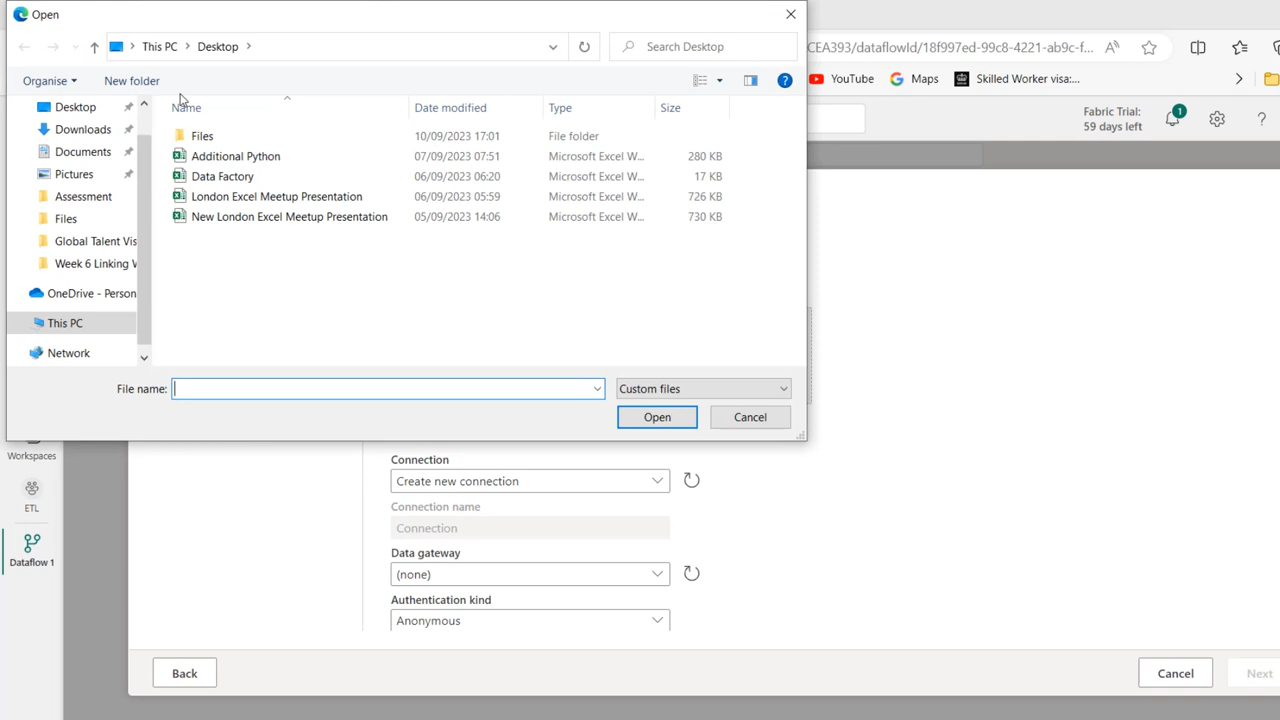 Open
This PC
Desktop
Search Desktop
CEA393/dataflowId/18f997ed-99c8-4221-ab9c-f...
Organise
New folder
YouTube
Maps
Skilled Worker visa:...
Name
Date modified
Type
Size
Files
10/09/2023 17:01
File folder
Additional Python
07/09/2023 07:51
Microsoft Excel W...
280 KB
Data Factory
06/09/2023 06:20
Microsoft Excel W...
17 KB
London Excel Meetup Presentation
06/09/2023 05:59
Microsoft Excel W...
726 KB
New London Excel Meetup Presentation
05/09/2023 14:06
Microsoft Excel W...
730 KB
Desktop
Downloads
Documents
Pictures
Assessment
Files
Global Talent Vis
Week 6 Linking W
OneDrive - Person
This PC
Network
Fabric Trial:
59 days left
1
?
File name:
Custom files
Open
Cancel
Workspaces
ETL
Dataflow 1
Connection
Create new connection
Connection name
Connection
Data gateway
(none)
Authentication kind
Anonymous
Back
Cancel
Next